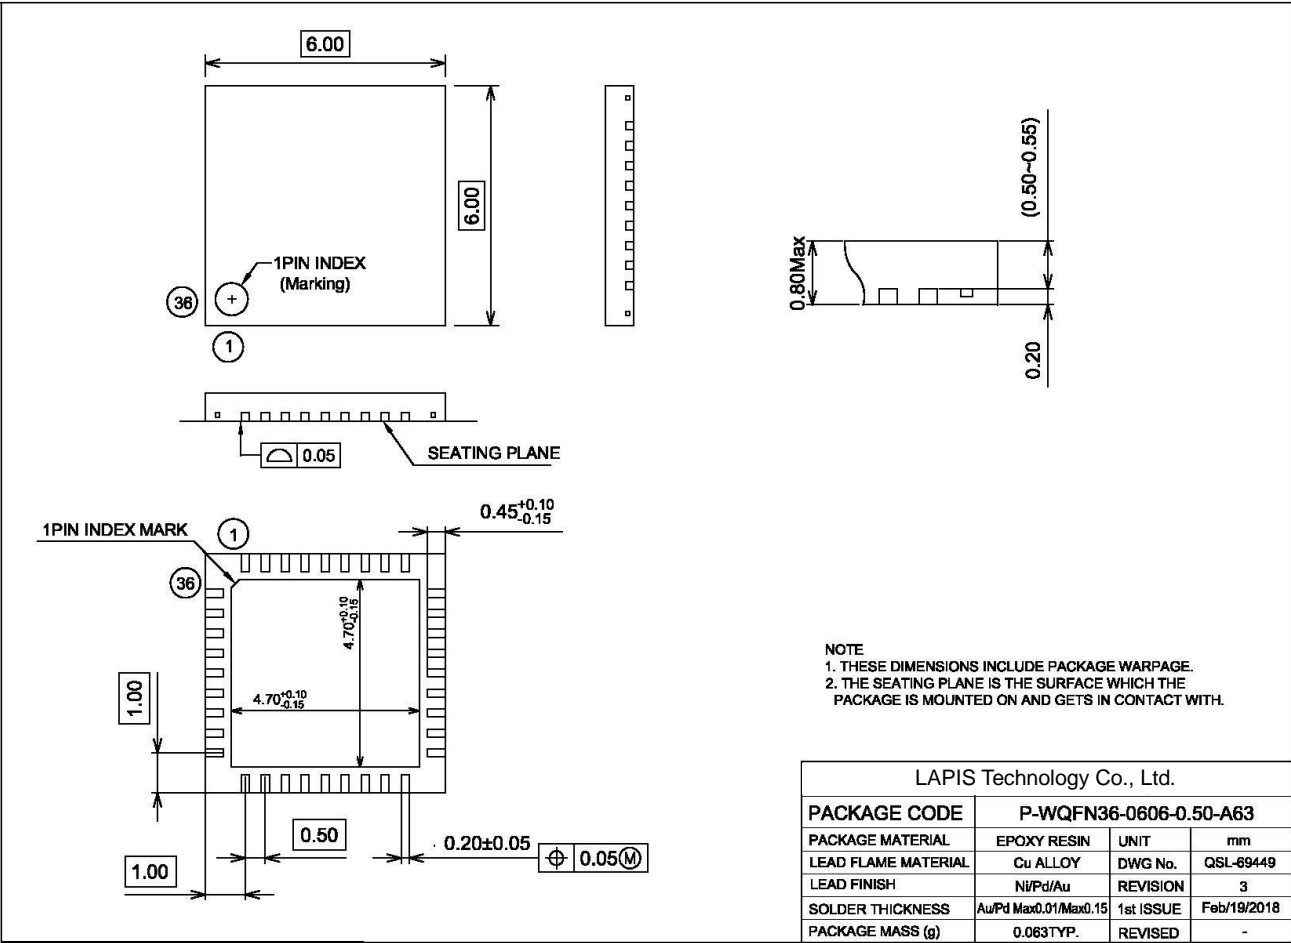 6.00
6.00
1PIN INDEX
(Marking)
36
1
(0.50~0.55)
0.80Max
0.20
0.05
SEATING PLANE
0.45+0.10 -0.15
1PIN INDEX MARK
1
36
4.70+0.10 -0.15
4.70+0.10 -0.15
1.00
0.50
0.20±0.05
0.05Ⓜ
1.00
NOTE
1. THESE DIMENSIONS INCLUDE PACKAGE WARPAGE.
2. THE SEATING PLANE IS THE SURFACE WHICH THE
PACKAGE IS MOUNTED ON AND GETS IN CONTACT WITH.
LAPIS Technology Co., Ltd.
PACKAGE CODE P-WQFN36-0606-0.50-A63
PACKAGE MATERIAL EPOXY RESIN UNIT mm
LEAD FLAME MATERIAL Cu ALLOY DWG No. QSL-69449
LEAD FINISH Ni/Pd/Au REVISION 3
SOLDER THICKNESS Au/Pd Max0.01/Max0.15 1st ISSUE Feb/19/2018
PACKAGE MASS (g) 0.063TYP. REVISED -